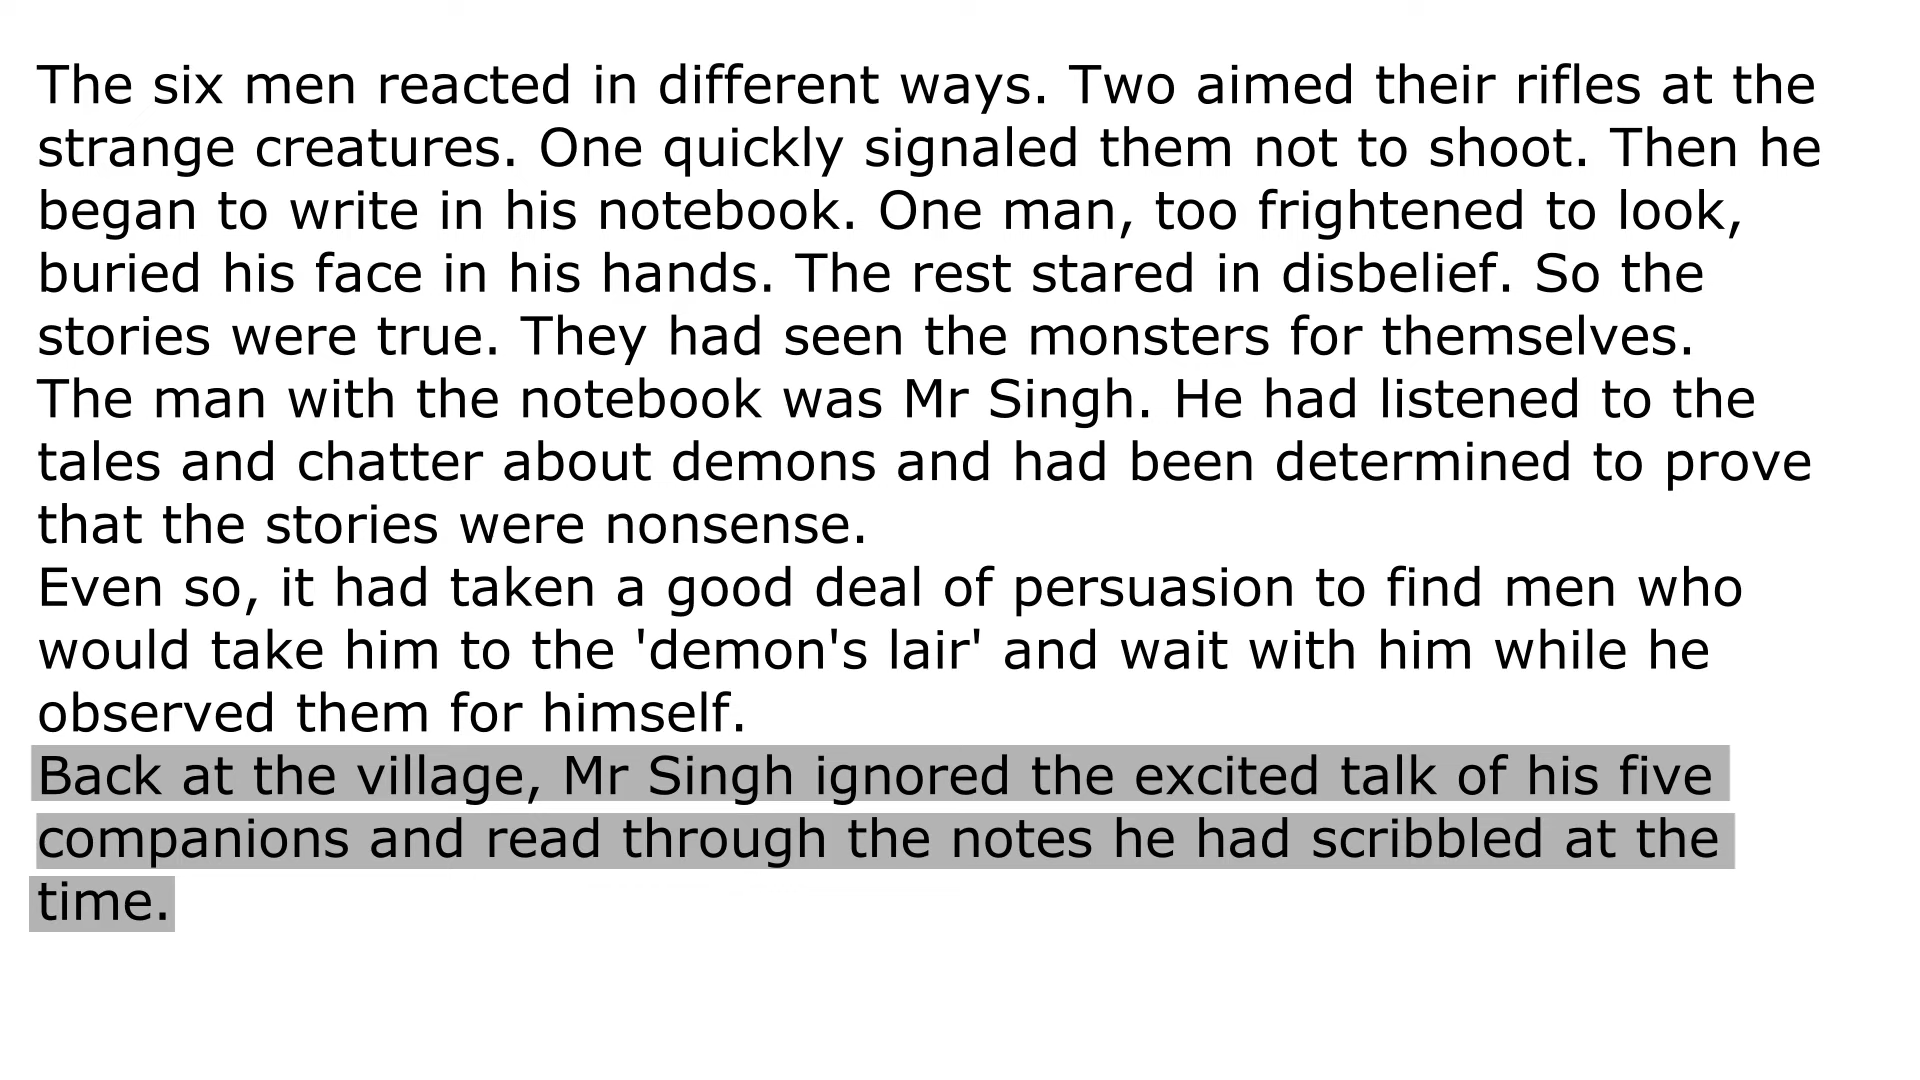 The six men reacted in different ways. Two aimed their rifles at the
strange creatures. One quickly signaled them not to shoot. Then he
began to write in his notebook. One man, too frightened to look,
buried his face in his hands. The rest stared in disbelief. So the
stories were true. They had seen the monsters for themselves.
The man with the notebook was Mr Singh. He had listened to the
tales and chatter about demons and had been determined to prove
that the stories were nonsense.
Even so, it had taken a good deal of persuasion to find men who
would take him to the 'demon's lair' and wait with him while he
observed them for himself.
Back at the village, Mr Singh ignored the excited talk of his five
companions and read through the notes he had scribbled at the
time.